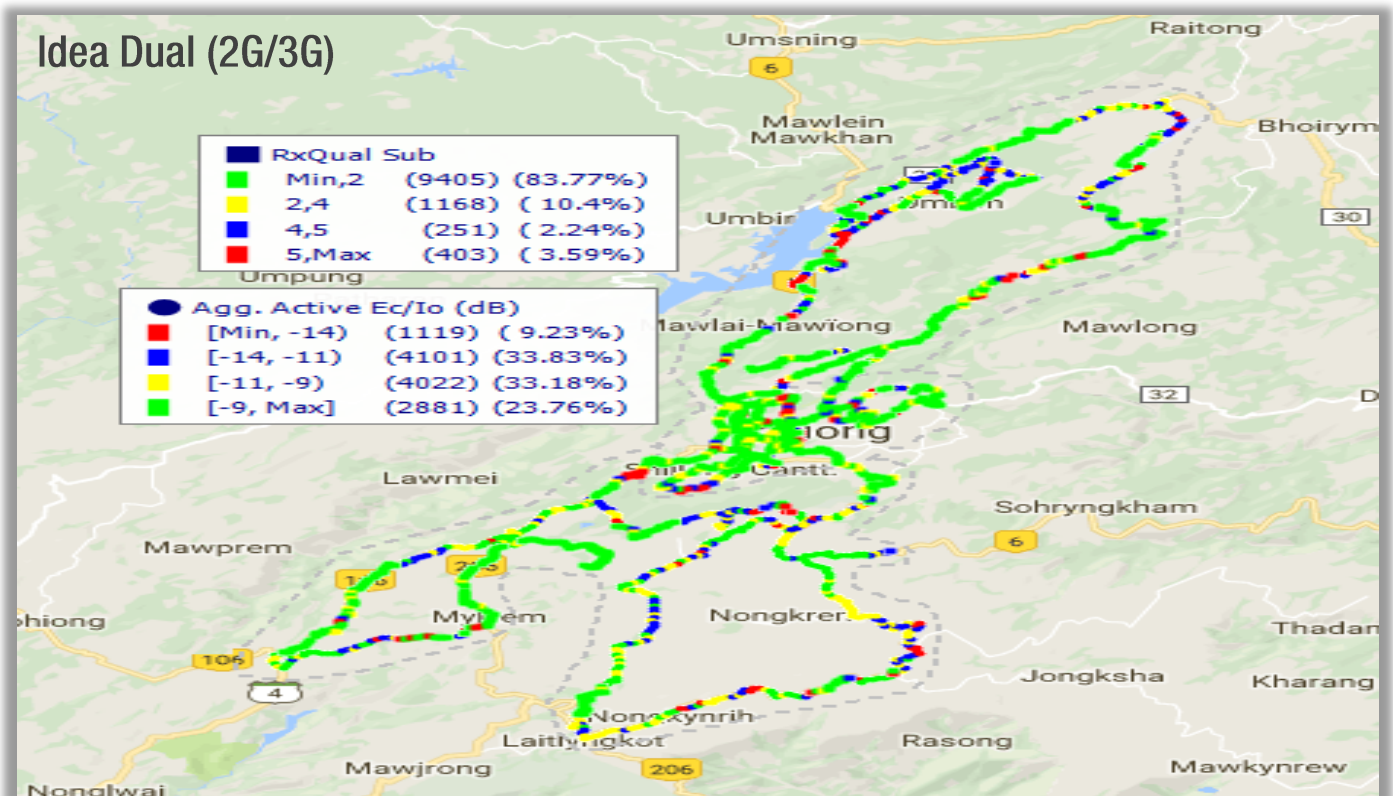 Idea Dual (2G/3G)
Umsning
Raitong
6
Mawlein
Mawkhan
Bhoirym
RxQual Sub
Min,2 (9405) (83.77%)
2,4 (1168) ( 10.4%)
4,5 (251) ( 2.24%)
5,Max (403) ( 3.59%)
30
Umpung
Agg. Active Ec/Io (dB)
[Min, -14) (1119) ( 9.23%)
[-14, -11) (4101) (33.83%)
[-11, -9) (4022) (33.18%)
[-9, Max] (2881) (23.76%)
Mawlong
32
D
Lawmei
Sohryngkham
6
Mawprem
Thadan
106
4
Jongksha
Kharang
Rasong
Mawjrong
206
Mawkynrew
Nonglwai